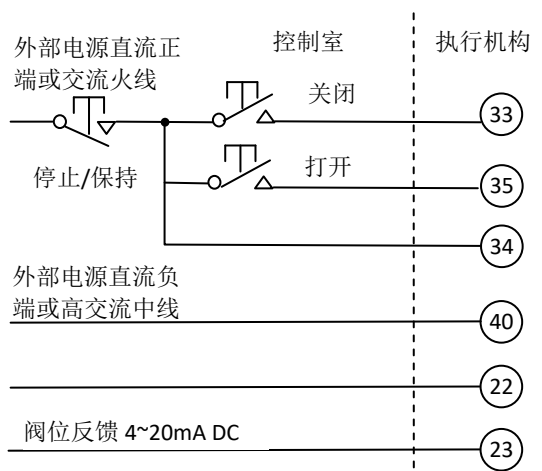 外部电源直流正
端或交流火线
控制室
执行机构
关闭
33
停止/保持
打开
35
34
外部电源直流负
端或高交流中线
40
22
阀位反馈 4~20mA DC
23